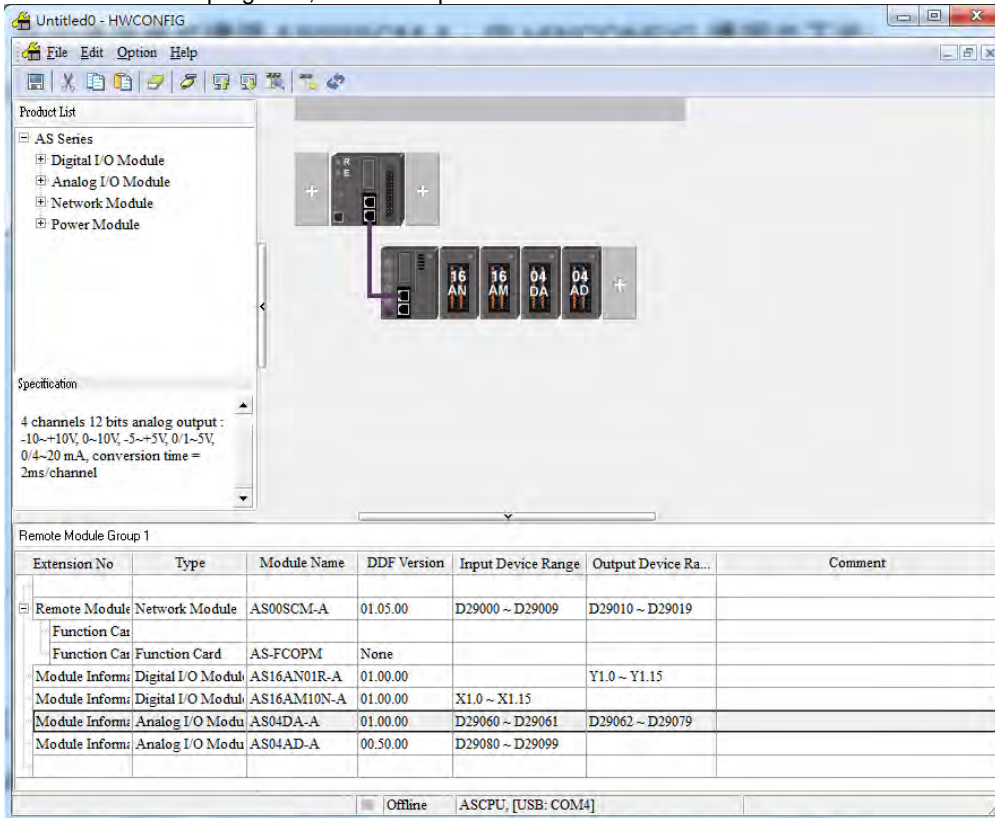 Untitled0 - HWCONFIG
File Edit Option Help
Product List
AS Series
Digital I/O Module
Analog I/O Module
Network Module
Power Module
R
E
16 16 04 04
AN AM DA AD
Specification
4 channels 12 bits analog output :
-10~+10V, 0~10V, -5~+5V, 0/1~5V,
0/4~20 mA, conversion time =
2ms/channel
Remote Module Group 1
Extension No Type Module Name DDF Version Input Device Range Output Device Ra... Comment
Remote Module Network Module AS00SCM-A 01.05.00 D29000 ~ D29009 D29010 ~ D29019
Function Car
Function Car Function Card AS-FCOPM None
Module Informa Digital I/O Modul AS16AN01R-A 01.00.00 Y1.0 ~ Y1.15
Module Informa Digital I/O Modul AS16AM10N-A 01.00.00 X1.0 ~ X1.15
Module Informa Analog I/O Modu AS04DA-A 01.00.00 D29060 ~ D29061 D29062 ~ D29079
Module Informa Analog I/O Modu AS04AD-A 00.50.00 D29080 ~ D29099
Offline ASCPU, [USB: COM4]